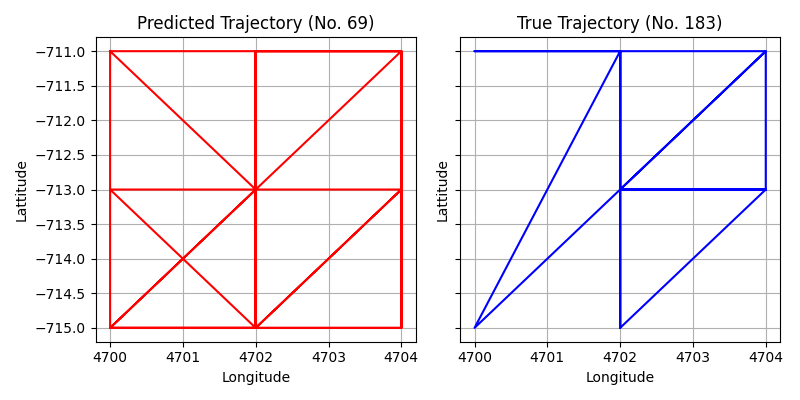 Predicted Trajectory (No. 69)
Lattitude
−711.0
−711.5
−712.0
−712.5
−713.0
−713.5
−714.0
−714.5
−715.0
4700 4701 4702 4703 4704
Longitude
True Trajectory (No. 183)
Lattitude
4700 4701 4702 4703 4704
Longitude